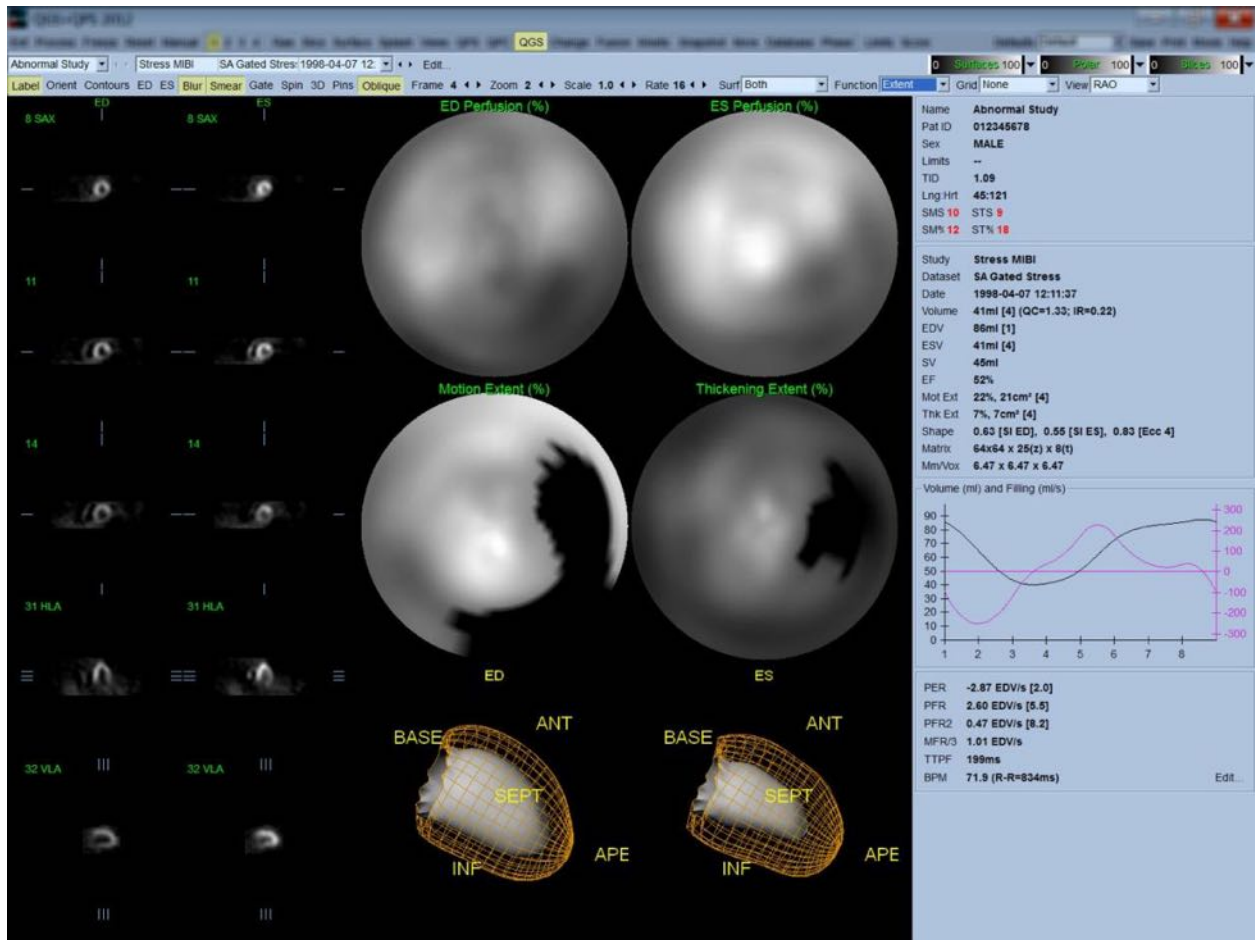 QGS
Abnormal Study Stress MIBI SA Gated Stres: 1998-04-07 12: Edit...
0 Surfaces 100 0 Polar 100 0 Slices 100
Label Orient Contours ED ES Blur Smear Gate Spin 3D Pins Oblique Frame 4 Zoom 2 Scale 1.0 Rate 16 Surf Both Function Extent Grid None View RAO
ED ES
8 SAX 8 SAX
11 11
14 14
31 HLA 31 HLA
32 VLA 32 VLA
ED Perfusion (%) ES Perfusion (%)
Motion Extent (%) Thickening Extent (%)
ED ES
BASE ANT SEPT INF APE
BASE ANT SEPT INF APE
Name Abnormal Study
Pat ID 012345678
Sex MALE
Limits --
TID 1.09
Lng:Hrt 45:121
SMS 10 STS 9
SM% 12 ST% 18
Study Stress MIBI
Dataset SA Gated Stress
Date 1998-04-07 12:11:37
Volume 41ml [4] (QC=1.33; IR=0.22)
EDV 86ml [1]
ESV 41ml [4]
SV 45ml
EF 52%
Mot Ext 22%, 21cm² [4]
Thk Ext 7%, 7cm² [4]
Shape 0.63 [SI ED], 0.55 [SI ES], 0.83 [Ecc 4]
Matrix 64x64 x 25(z) x 8(t)
Mm/Vox 6.47 x 6.47 x 6.47
Volume (ml) and Filling (ml/s)
90 300
80 200
70
60 100
50 0
40
30 -100
20 -200
10
0 -300
1 2 3 4 5 6 7 8
PER -2.87 EDV/s [2.0]
PFR 2.60 EDV/s [5.5]
PFR2 0.47 EDV/s [8.2]
MFR/3 1.01 EDV/s
TTPF 199ms
BPM 71.9 (R-R=834ms) Edit...